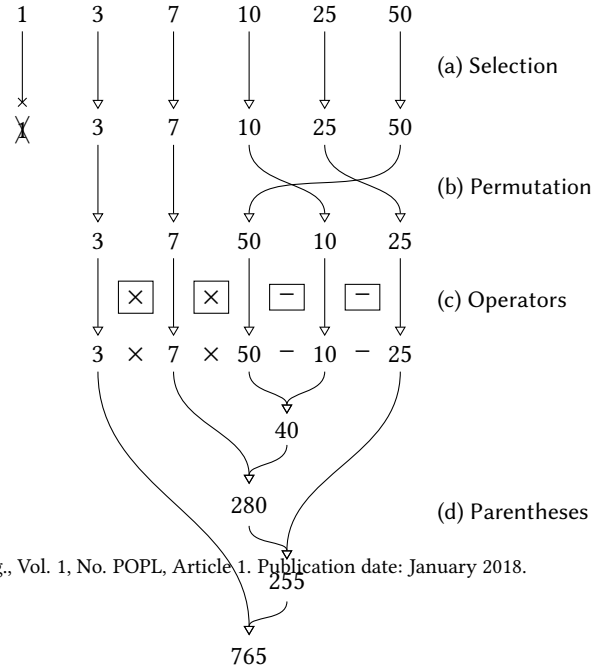 1 3 7 10 25 50
(a) Selection
1 3 7 10 25 50
(b) Permutation
3 7 50 10 25
× × − −
(c) Operators
3 × 7 × 50 − 10 − 25
40
280
(d) Parentheses
g., Vol. 1, No. POPL, Article 1. Publication date: January 2018.
255
765